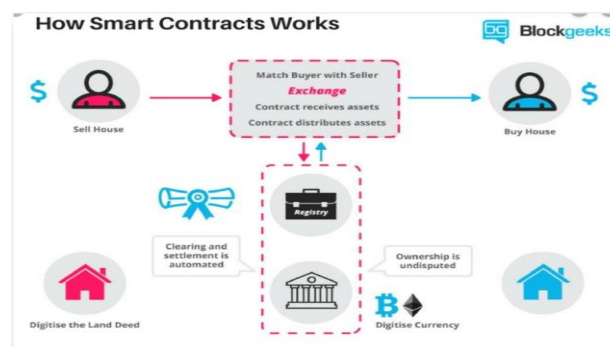 How Smart Contracts Works
Blockgeeks
Match Buyer with Seller
Exchange
Contract receives assets
Contract distributes assets
$
Sell House
$
Buy House
Registry
Clearing and
settlement is
automated
Ownership is
undisputed
Digitise the Land Deed
Digitise Currency